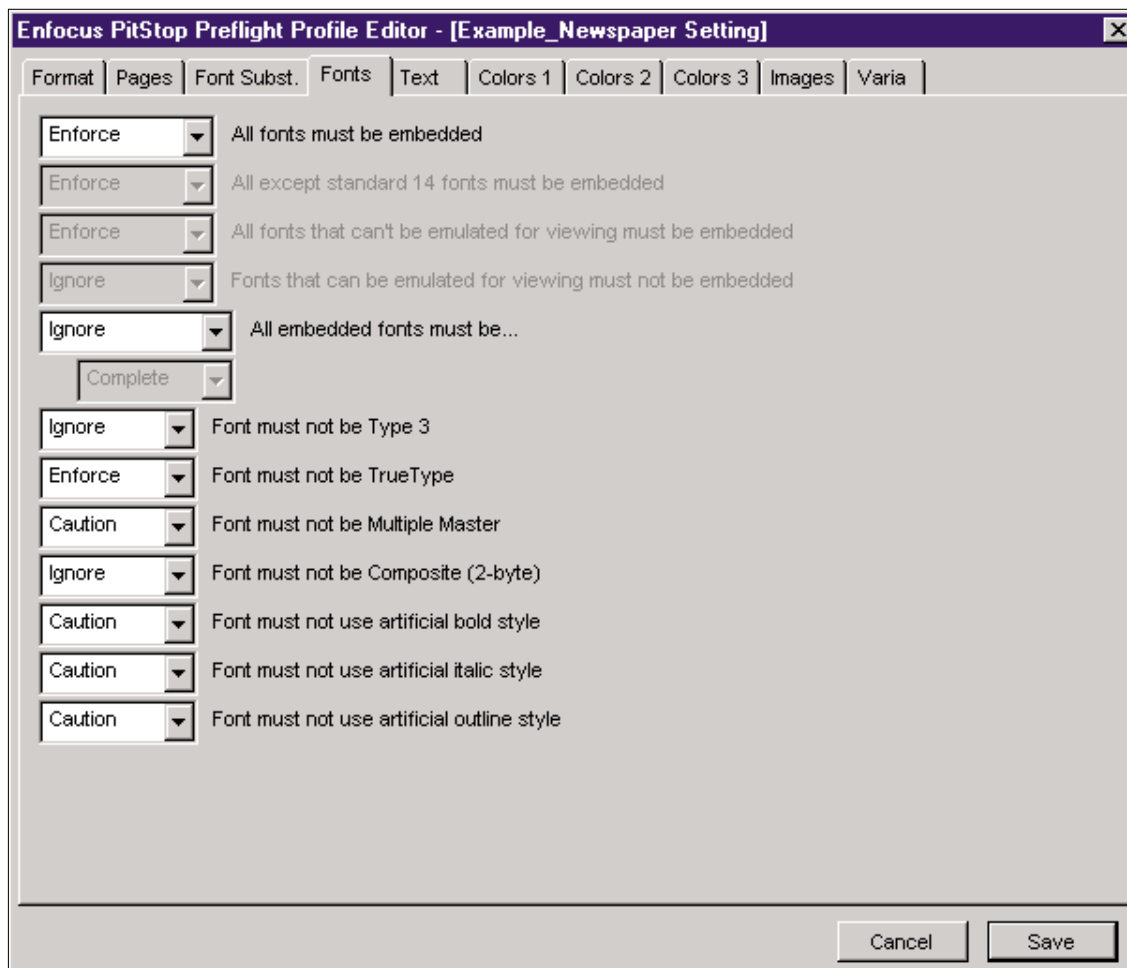 Enfocus PitStop Preflight Profile Editor - [Example_Newspaper Setting]
Format Pages Font Subst. Fonts Text Colors 1 Colors 2 Colors 3 Images Varia
Enforce All fonts must be embedded
Enforce All except standard 14 fonts must be embedded
Enforce All fonts that can't be emulated for viewing must be embedded
Ignore Fonts that can be emulated for viewing must not be embedded
Ignore All embedded fonts must be...
Complete
Ignore Font must not be Type 3
Enforce Font must not be TrueType
Caution Font must not be Multiple Master
Ignore Font must not be Composite (2-byte)
Caution Font must not use artificial bold style
Caution Font must not use artificial italic style
Caution Font must not use artificial outline style
Cancel Save